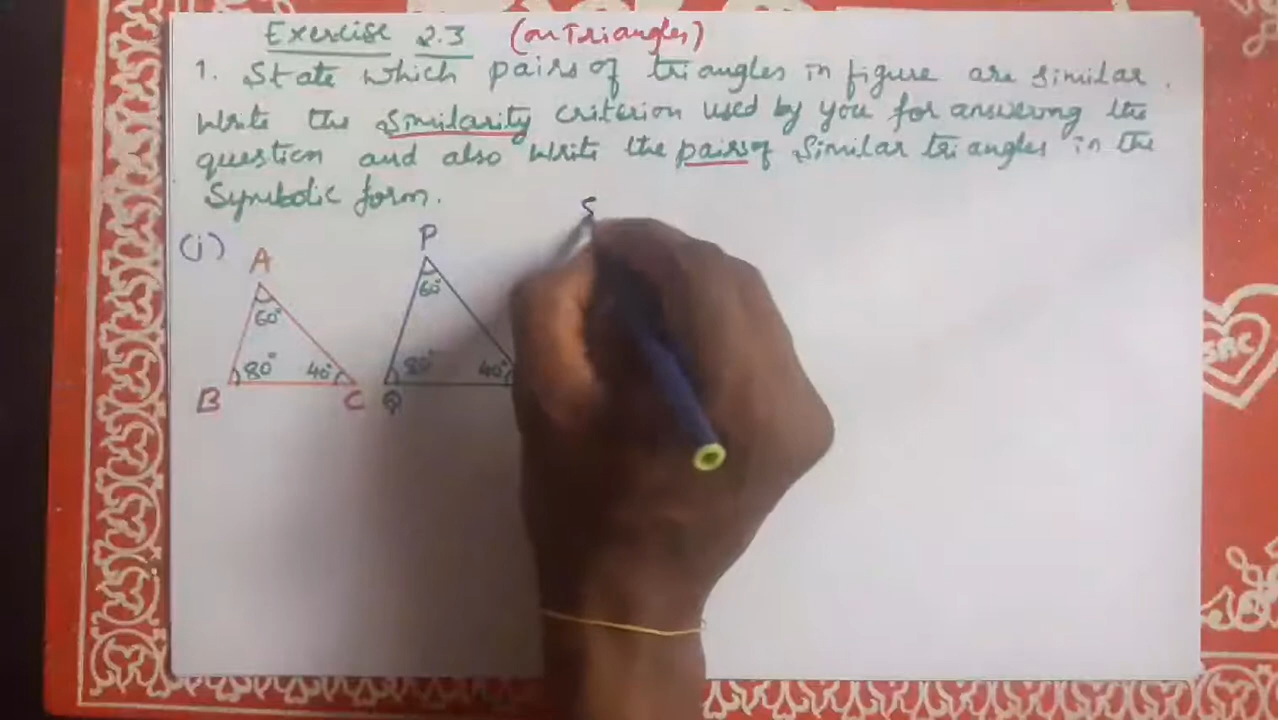 Exercise 2.3 (on Triangles)
1. State which pairs of triangles in figure are similar.
Write the similarity criterion used by you for answering the
question and also write the pairs of similar triangles in the
Symbolic form.
(i)
A
60°
80° 40°
B C
P
60°
80° 40°
Q
S